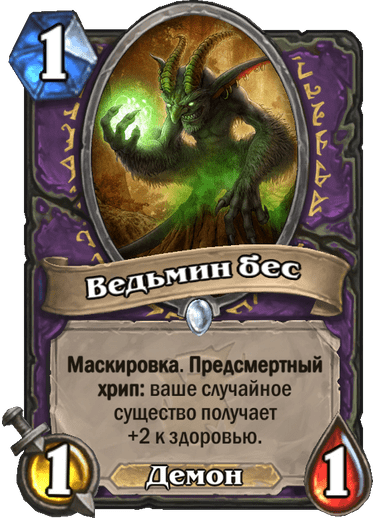 1
Ведьмин бес
Маскировка. Предсмертный
хрип: ваше случайное
существо получает
+2 к здоровью.
1
Демон
1